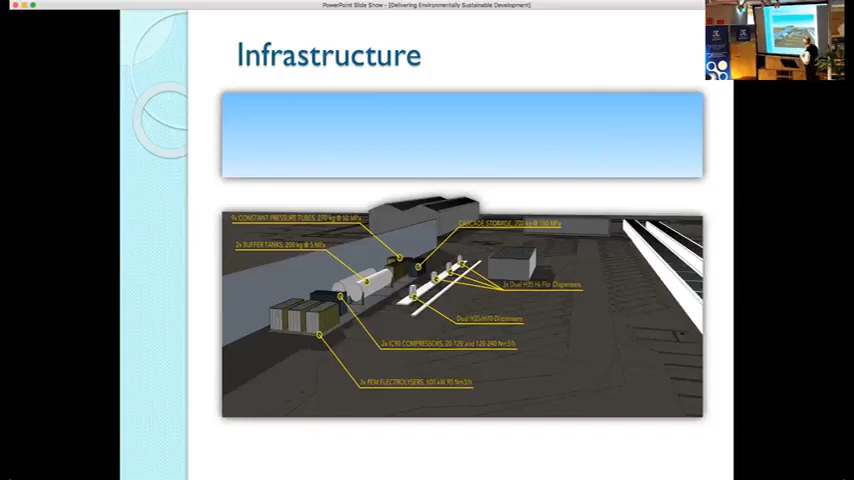 PowerPoint Slide Show - [Delivering Environmentally Sustainable Development]
Infrastructure
9x CONSTANT PRESSURE TUBES, 270 kg @ 50 MPa
CASCADE STORAGE, 200 kg @ 100 MPa
2x BUFFER TANKS, 200 kg @ 5 MPa
Dual H35 Hi-Flo Dispensers
Dual H35/H70 Dispensers
2x IC90 COMPRESSORS, 20-120 and 120-240 Nm3/h
3x PEM ELECTROLYSERS, 500 kW 90 Nm3/h